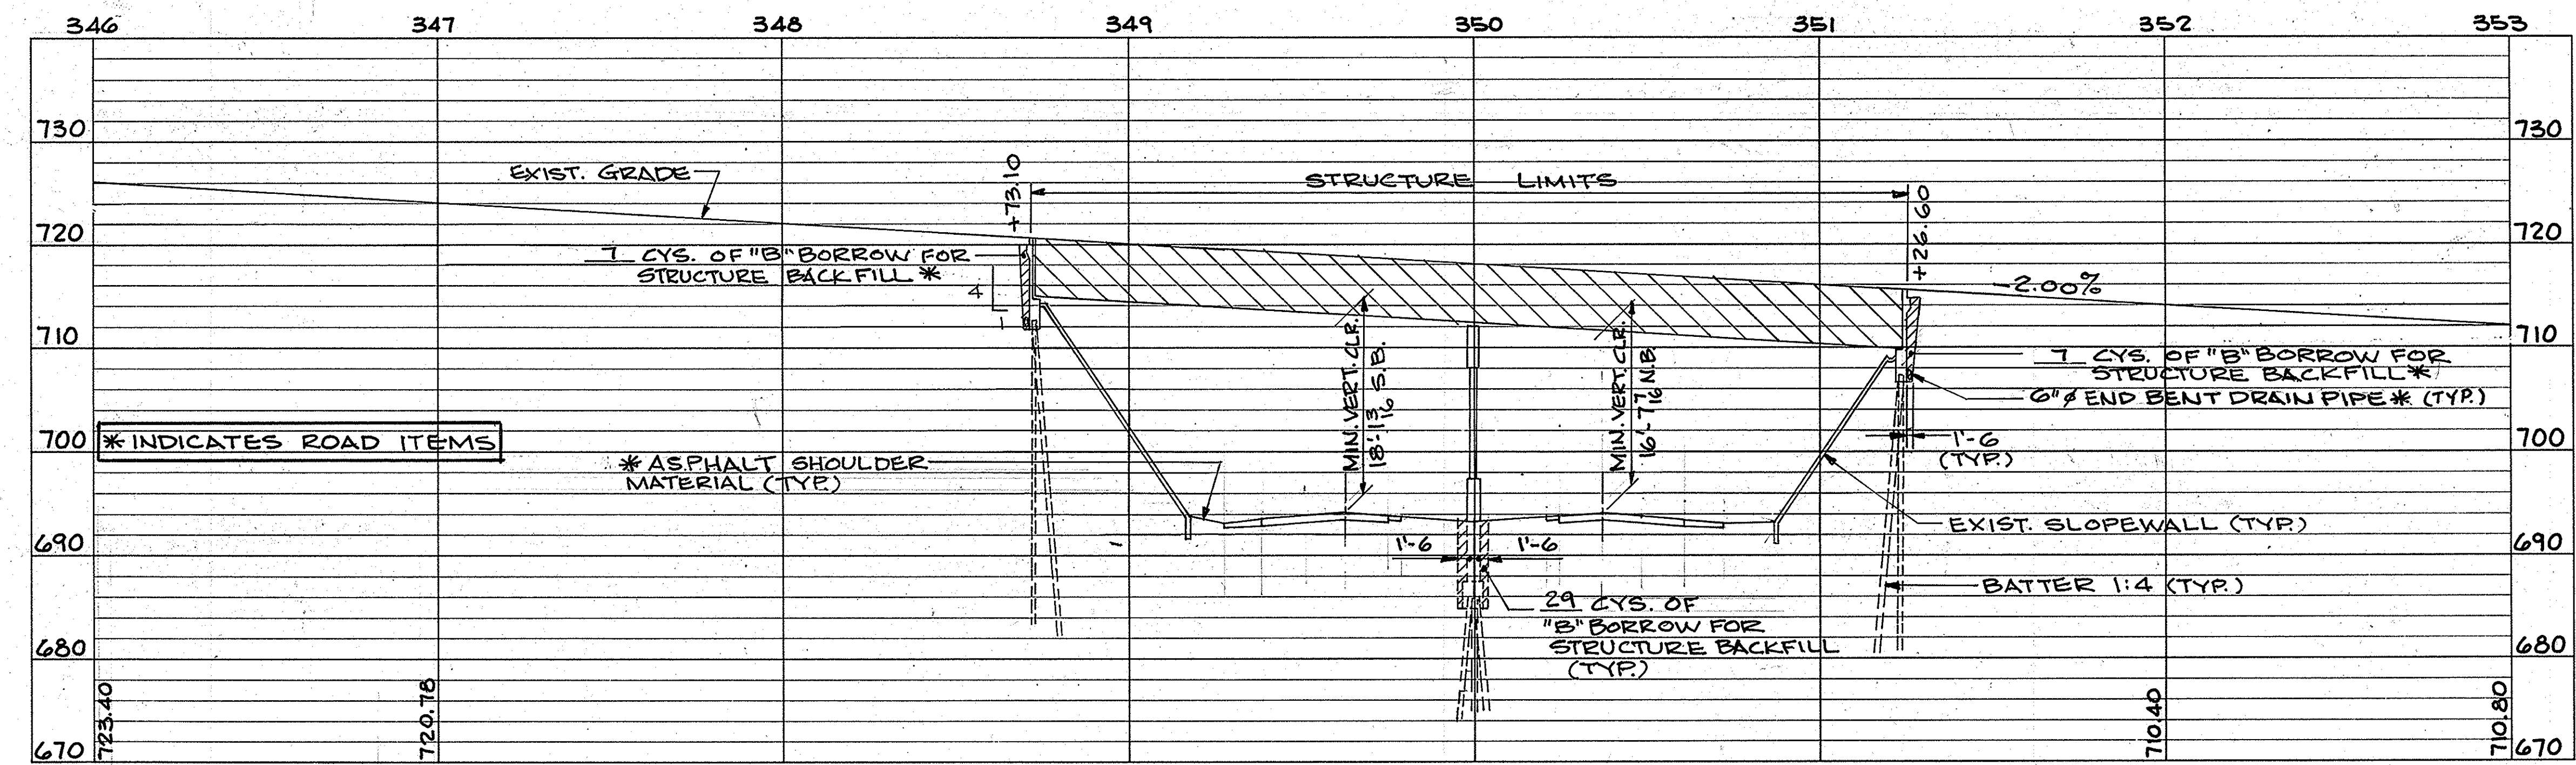 346 347 348 349 350 351 352 353
730 730
EXIST. GRADE
+73.10
STRUCTURE LIMITS
+26.60
720 720
7 CYS. OF "B" BORROW FOR
STRUCTURE BACKFILL *
4
1
-2.00%
710 710
MIN. VERT. CLR.
18'-1 13/16 S.B.
MIN. VERT. CLR.
16'-7 7/16 N.B.
7 CYS. OF "B" BORROW FOR
STRUCTURE BACKFILL *
6"ø END BENT DRAIN PIPE * (TYP.)
700 700
* INDICATES ROAD ITEMS
1'-6
(TYP.)
* ASPHALT SHOULDER
MATERIAL (TYP.)
EXIST. SLOPEWALL (TYP.)
690 690
1'-6 1'-6
BATTER 1:4 (TYP.)
29 CYS. OF
"B" BORROW FOR
STRUCTURE BACKFILL
(TYP.)
680 680
723.40
720.78
710.40
710.80
670 670